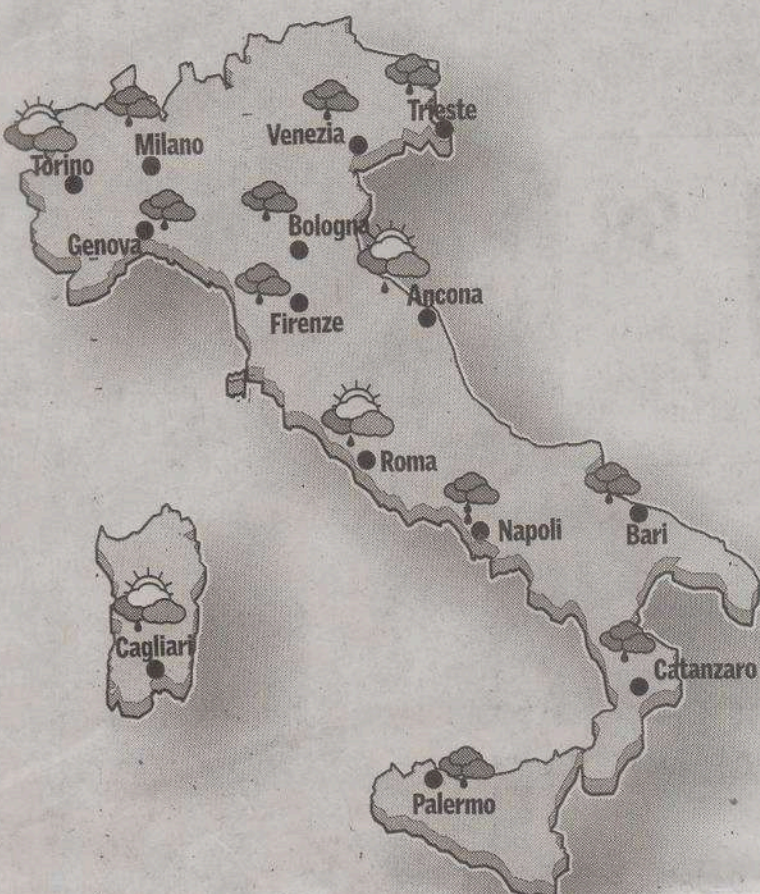 Trieste
Venezia
Milano
Torino
Bologna
Genova
Ancona
Firenze
Roma
Napoli
Bari
Cagliari
Catanzaro
Palermo